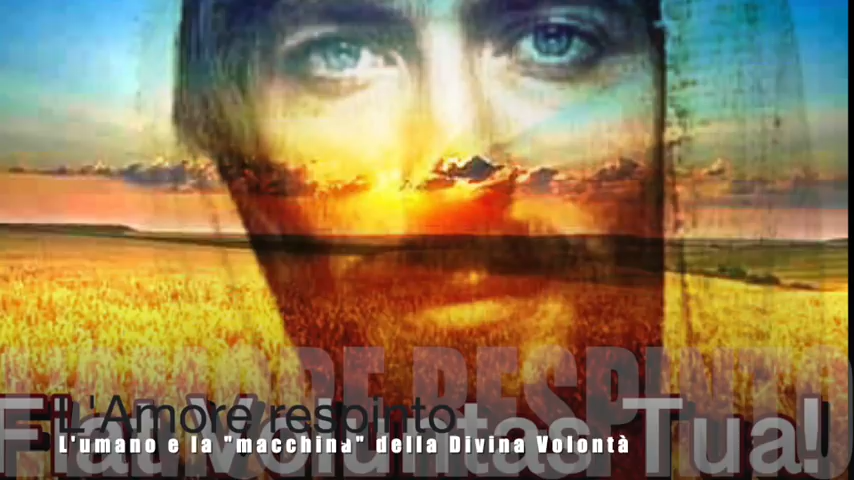 L'AMORE RESPINTO
L'Amore respinto
Fiat Voluntas Tua!
L'umano e la "macchina" della Divina Volontà